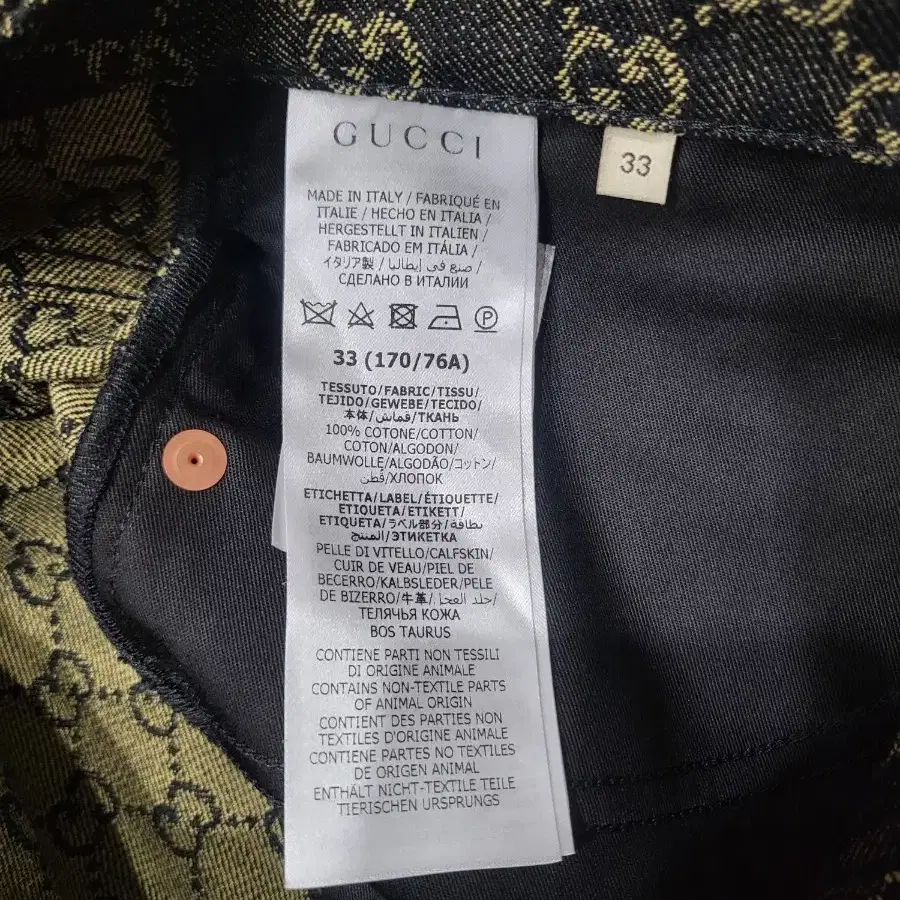 GUCCI
33
MADE IN ITALY / FABRIQUÉ EN
ITALIE / HECHO EN ITALIA /
HERGESTELLT IN ITALIEN /
FABRICADO EM ITÁLIA /
イタリア製 / صنع في إيطاليا /
СДЕЛАНО В ИТАЛИИ
P
33 (170/76A)
TESSUTO/FABRIC/TISSU/
TEJIDO/GEWEBE/TECIDO/
本体/قماش/ТКАНЬ
100% COTONE/COTTON/
COTON/ALGODON/
BAUMWOLLE/ALGODÃO/コットン/
قطن/ХЛОПОК
ETICHETTA/LABEL/ÉTIQUETTE/
ETIQUETA/ETIKETT/
ETIQUETA/ラベル部分/بطاقة
المنتج/ЭТИКЕТКА
PELLE DI VITELLO/CALFSKIN/
CUIR DE VEAU/PIEL DE
BECERRO/KALBSLEDER/PELE
DE BIZERRO/牛革/جلد العجل/
ТЕЛЯЧЬЯ КОЖА
BOS TAURUS
CONTIENE PARTI NON TESSILI
DI ORIGINE ANIMALE
CONTAINS NON-TEXTILE PARTS
OF ANIMAL ORIGIN
CONTIENT DES PARTIES NON
TEXTILES D'ORIGINE ANIMALE
CONTIENE PARTES NO TEXTILES
DE ORIGEN ANIMAL
ENTHÄLT NICHT-TEXTILE TEILE
TIERISCHEN URSPRUNGS